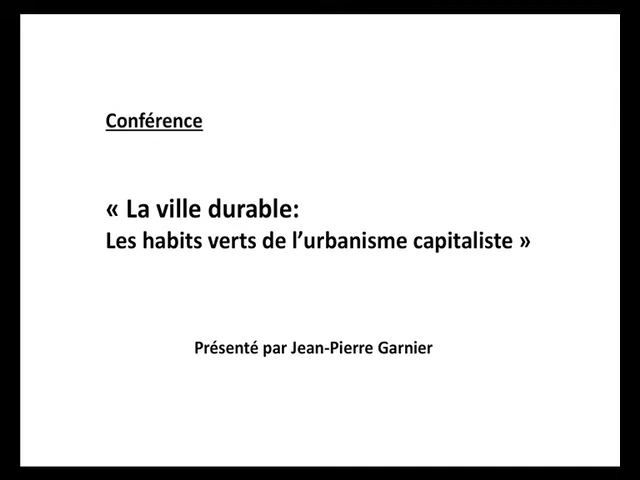 Conférence
« La ville durable:
Les habits verts de l’urbanisme capitaliste »
Présenté par Jean-Pierre Garnier